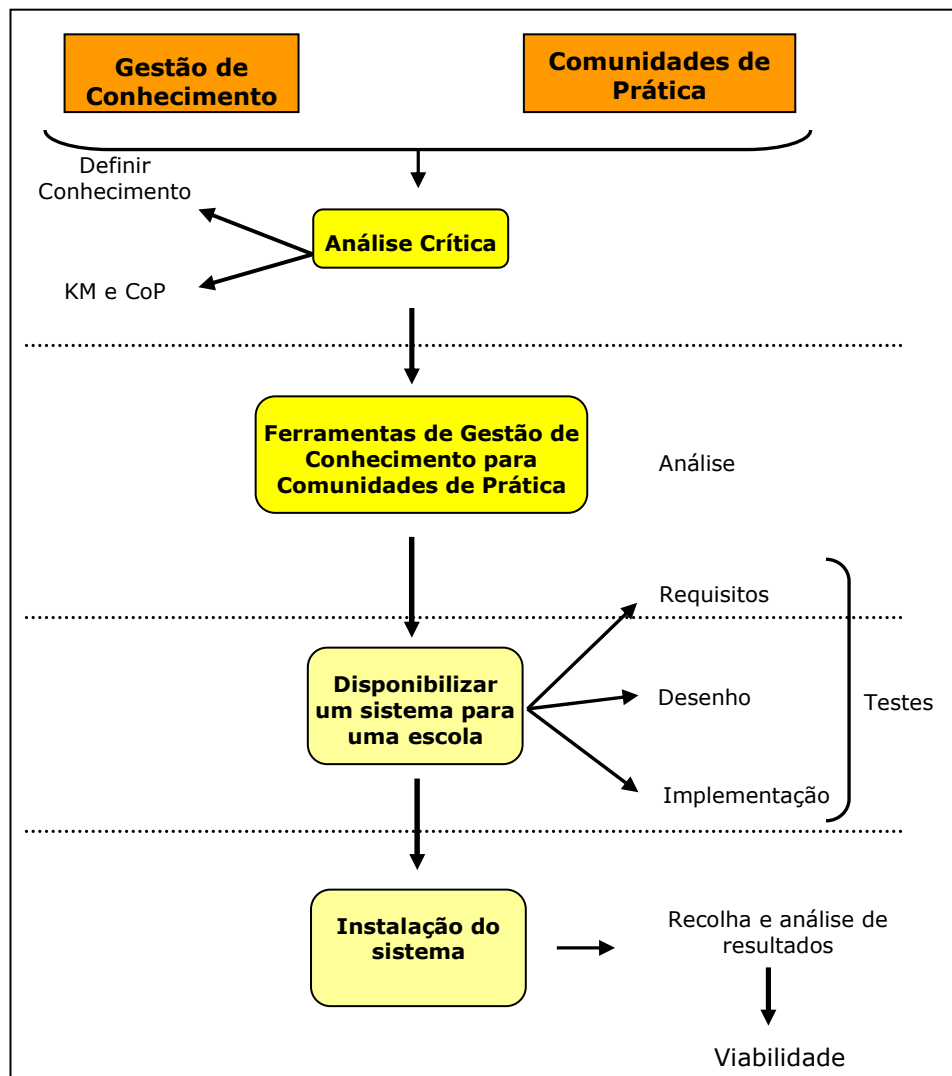 Gestão de
Conhecimento
Comunidades de
Prática
Definir
Conhecimento
Análise Crítica
KM e CoP
Ferramentas de Gestão de
Conhecimento para
Comunidades de Prática
Análise
Requisitos
Disponibilizar
um sistema para
uma escola
Desenho
Testes
Implementação
Instalação do
sistema
Recolha e análise de
resultados
Viabilidade